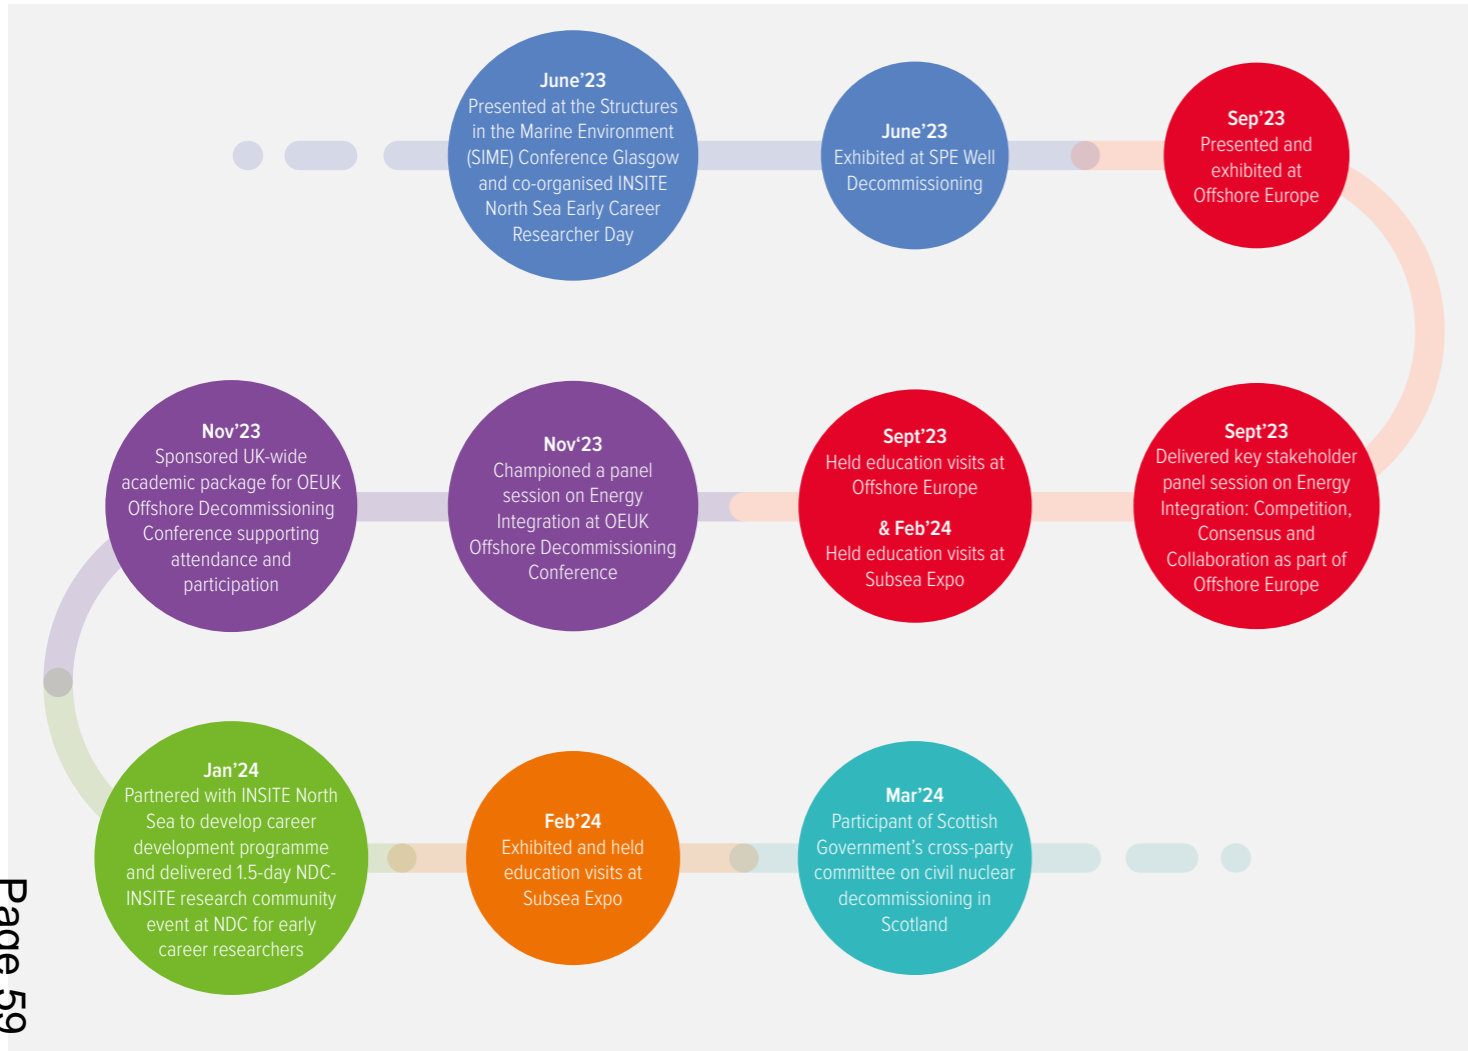 June’23
Presented at the Structures
in the Marine Environment
(SIME) Conference Glasgow
and co-organised INSITE
North Sea Early Career
Researcher Day
June’23
Exhibited at SPE Well
Decommissioning
Sep’23
Presented and
exhibited at
Offshore Europe
Sept’23
Delivered key stakeholder
panel session on Energy
Integration: Competition,
Consensus and
Collaboration as part of
Offshore Europe
Sept’23
Held education visits at
Offshore Europe
& Feb’24
Held education visits at
Subsea Expo
Nov‘23
Championed a panel
session on Energy
Integration at OEUK
Offshore Decommissioning
Conference
Nov’23
Sponsored UK-wide
academic package for OEUK
Offshore Decommissioning
Conference supporting
attendance and
participation
Jan’24
Partnered with INSITE North
Sea to develop career
development programme
and delivered 1.5-day NDC-
INSITE research community
event at NDC for early
career researchers
Feb’24
Exhibited and held
education visits at
Subsea Expo
Mar’24
Participant of Scottish
Government’s cross-party
committee on civil nuclear
decommissioning in
Scotland
Page 59